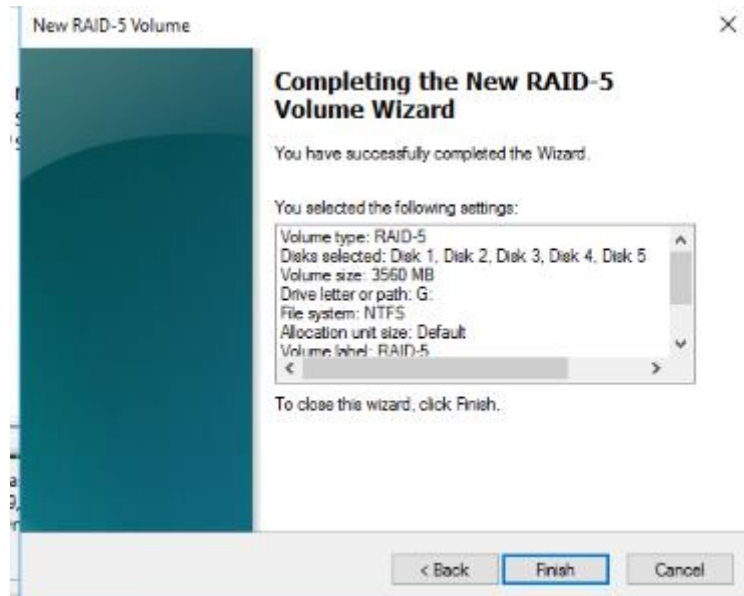 New RAID-5 Volume
Completing the New RAID-5
Volume Wizard
You have successfully completed the Wizard.
You selected the following settings:
Volume type: RAID-5
Disks selected: Disk 1, Disk 2, Disk 3, Disk 4, Disk 5
Volume size: 3560 MB
Drive letter or path: G:
File system: NTFS
Allocation unit size: Default
Volume label: RAID-5
To close this wizard, click Finish.
< Back
Finish
Cancel